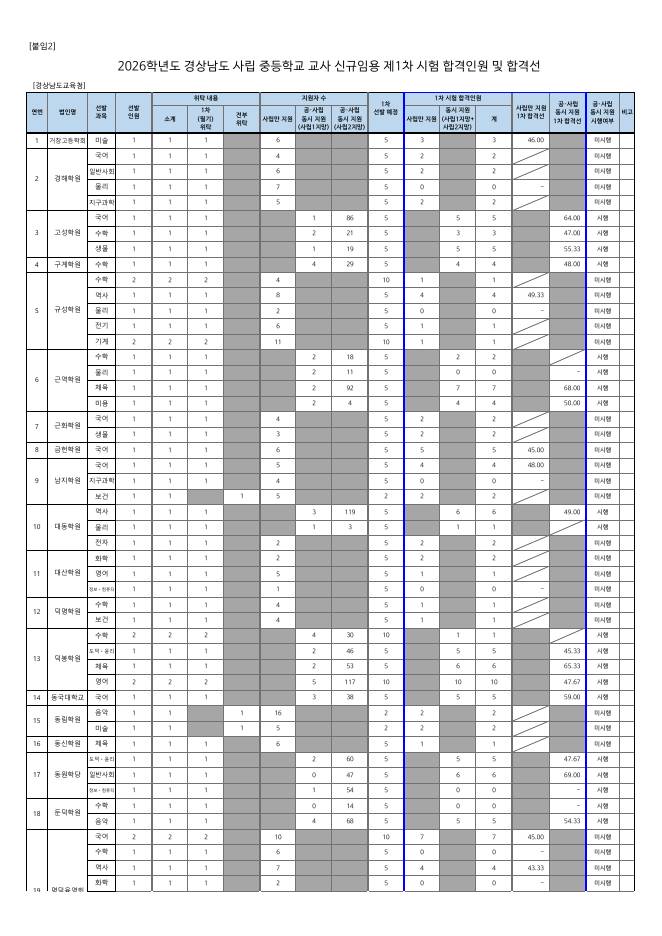 [붙임2]
2026학년도 경상남도 사립 중등학교 교사 신규임용 제1차 시험 합격인원 및 합격선
[경상남도교육청]
연번 법인명 선발과목 선발인원 위탁 내용 지원자 수 1차 선발 예정 1차 시험 합격인원 사립만 지원 1차 합격선 공·사립 동시 지원 1차 합격선 공·사립 동시 지원 시행여부 비고
소계 1차(필기)위탁 전부위탁 사립만 지원 공·사립 동시 지원 (사립1지망) 공·사립 동시 지원 (사립2지망) 사립만 지원 동시 지원 (사립1지망+사립2지망) 계
1 거창고등학회 미술 1 1 1 6 5 3 3 46.00 미시행
2 경해학원 국어 1 1 1 4 5 2 2 미시행
일반사회 1 1 1 6 5 2 2 미시행
물리 1 1 1 7 5 0 0 - 미시행
지구과학 1 1 1 5 5 2 2 미시행
3 고성학원 국어 1 1 1 1 86 5 5 5 64.00 시행
수학 1 1 1 2 21 5 3 3 47.00 시행
생물 1 1 1 1 19 5 5 5 55.33 시행
4 구계학원 수학 1 1 1 4 29 5 4 4 48.00 시행
5 규성학원 수학 2 2 2 4 10 1 1 미시행
역사 1 1 1 8 5 4 4 49.33 미시행
물리 1 1 1 2 5 0 0 - 미시행
전기 1 1 1 6 5 1 1 미시행
기계 2 2 2 11 10 1 1 미시행
6 근역학원 수학 1 1 1 2 18 5 2 2 시행
물리 1 1 1 2 11 5 0 0 - 시행
체육 1 1 1 2 92 5 7 7 68.00 시행
미용 1 1 1 2 4 5 4 4 50.00 시행
7 근화학원 국어 1 1 1 4 5 2 2 미시행
생물 1 1 1 3 5 2 2 미시행
8 금헌학원 국어 1 1 1 6 5 5 5 45.00 미시행
9 남지학원 국어 1 1 1 5 5 4 4 48.00 미시행
지구과학 1 1 1 4 5 0 0 - 미시행
보건 1 1 1 5 2 2 2 미시행
10 대동학원 역사 1 1 1 3 119 5 6 6 49.00 시행
물리 1 1 1 1 3 5 1 1 시행
전자 1 1 1 2 5 2 2 미시행
11 대산학원 화학 1 1 1 2 5 2 2 미시행
영어 1 1 1 5 5 1 1 미시행
정보·컴퓨터 1 1 1 1 5 0 0 - 미시행
12 덕명학원 수학 1 1 1 4 5 1 1 미시행
보건 1 1 1 4 5 1 1 미시행
13 덕봉학원 수학 2 2 2 4 30 10 1 1 시행
도덕·윤리 1 1 1 2 46 5 5 5 45.33 시행
체육 1 1 1 2 53 5 6 6 65.33 시행
영어 2 2 2 5 117 10 10 10 47.67 시행
14 동국대학교 국어 1 1 1 3 38 5 5 5 59.00 시행
15 동림학원 음악 1 1 1 16 2 2 2 미시행
미술 1 1 1 5 2 2 2 미시행
16 동신학원 체육 1 1 1 6 5 1 1 미시행
17 동원학당 도덕·윤리 1 1 1 2 60 5 5 5 47.67 시행
일반사회 1 1 1 0 47 5 6 6 69.00 시행
정보·컴퓨터 1 1 1 1 54 5 0 0 - 시행
18 둔덕학원 수학 1 1 1 0 14 5 0 0 - 시행
음악 1 1 1 4 68 5 5 5 54.33 시행
국어 2 2 2 10 10 7 7 45.00 미시행
수학 1 1 1 6 5 0 0 - 미시행
역사 1 1 1 7 5 4 4 43.33 미시행
화학 1 1 1 2 5 0 0 - 미시행
19